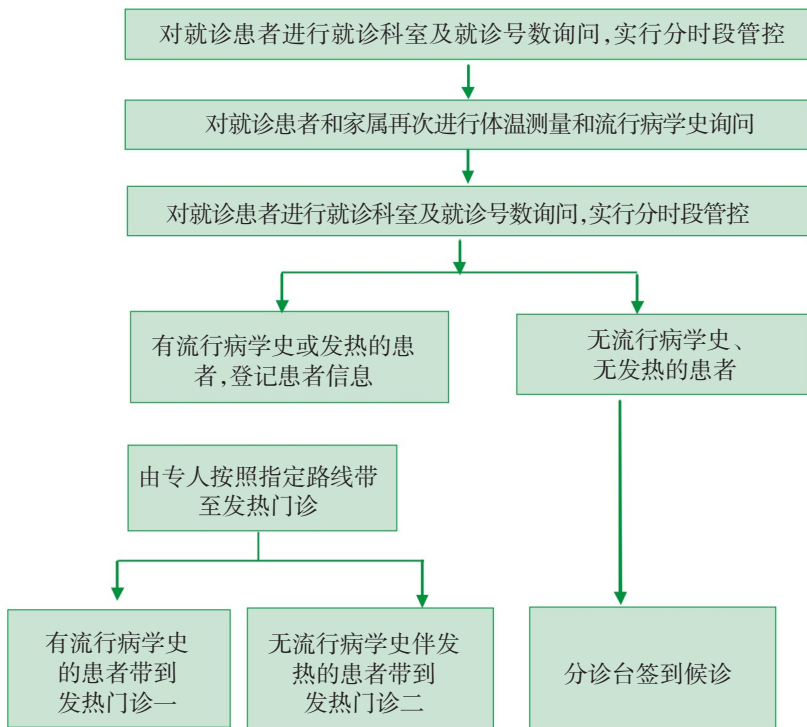 对就诊患者进行就诊科室及就诊号数询问,实行分时段管控
对就诊患者和家属再次进行体温测量和流行病学史询问
对就诊患者进行就诊科室及就诊号数询问,实行分时段管控
有流行病学史或发热的患
者,登记患者信息
无流行病学史、
无发热的患者
由专人按照指定路线带
至发热门诊
有流行病学史
的患者带到
发热门诊一
无流行病学史伴发
热的患者带到
发热门诊二
分诊台签到候诊